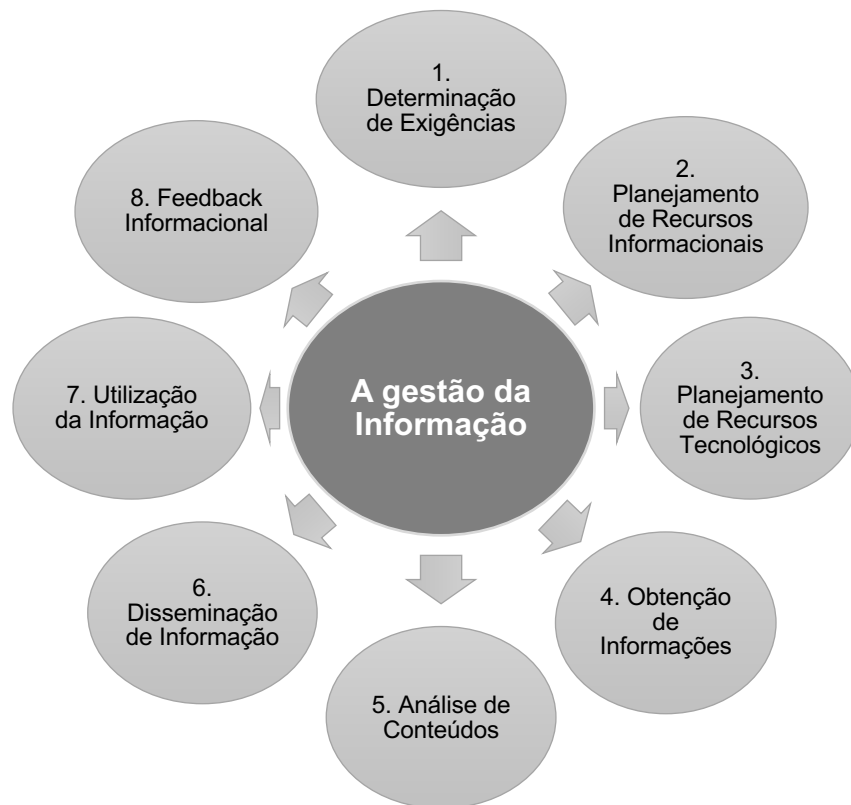 1.
Determinação
de Exigências
2.
Planejamento
de Recursos
Informacionais
3.
Planejamento
de Recursos
Tecnológicos
4. Obtenção
de
Informações
5. Análise de
Conteúdos
6.
Disseminação
de Informação
7. Utilização
da Informação
8. Feedback
Informacional
A gestão da
Informação